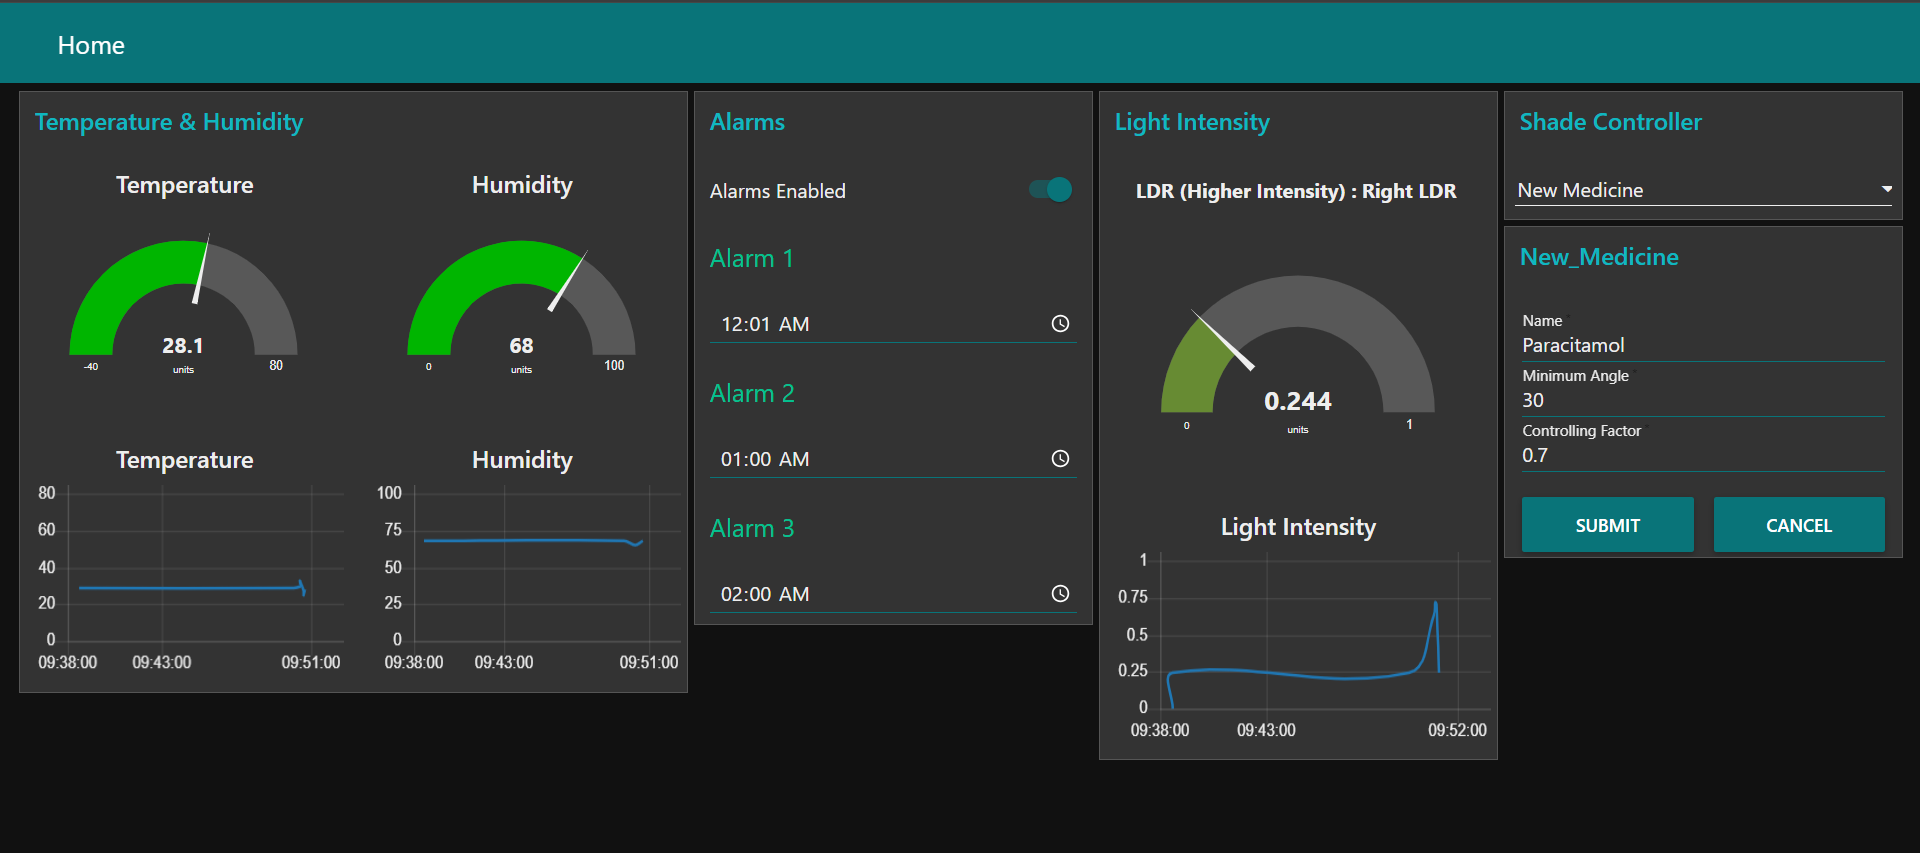 Home
Temperature & Humidity
Temperature
28.1
units
-40
80
Humidity
68
units
0
100
Temperature
80
60
40
20
0
09:38:00 09:43:00 09:51:00
Humidity
100
75
50
25
0
09:38:00 09:43:00 09:51:00
Alarms
Alarms Enabled
Alarm 1
12:01 AM
Alarm 2
01:00 AM
Alarm 3
02:00 AM
Light Intensity
LDR (Higher Intensity) : Right LDR
0.244
units
0
1
Light Intensity
1
0.75
0.5
0.25
0
09:38:00 09:43:00 09:52:00
Shade Controller
New Medicine
New_Medicine
Name
Paracitamol
Minimum Angle
30
Controlling Factor
0.7
SUBMIT CANCEL